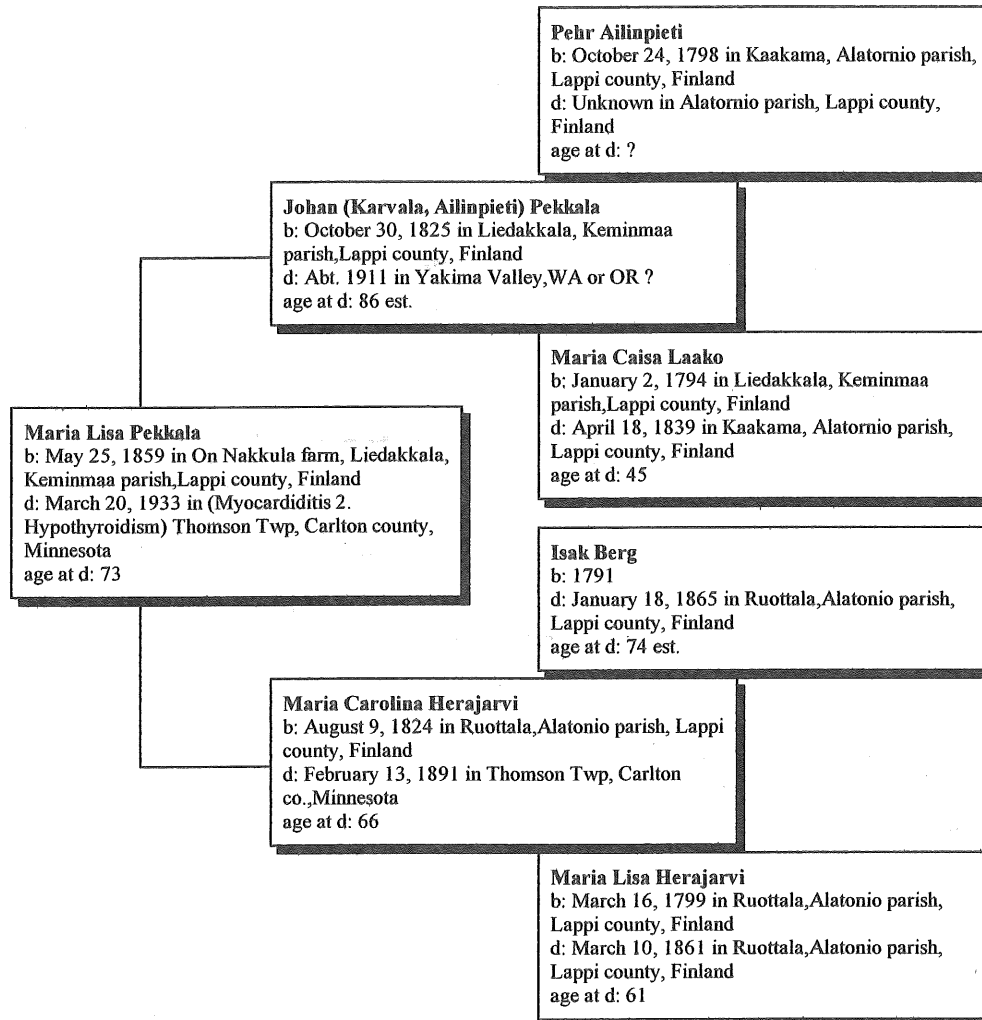 Pehr Ailinpieti
b: October 24, 1798 in Kaakama, Alatornio parish,
Lappi county, Finland
d: Unknown in Alatornio parish, Lappi county,
Finland
age at d: ?
Johan (Karvala, Ailinpieti) Pekkala
b: October 30, 1825 in Liedakkala, Keminmaa
parish,Lappi county, Finland
d: Abt. 1911 in Yakima Valley,WA or OR ?
age at d: 86 est.
Maria Caisa Laako
b: January 2, 1794 in Liedakkala, Keminmaa
parish,Lappi county, Finland
d: April 18, 1839 in Kaakama, Alatornio parish,
Lappi county, Finland
age at d: 45
Maria Lisa Pekkala
b: May 25, 1859 in On Nakkula farm, Liedakkala,
Keminmaa parish,Lappi county, Finland
d: March 20, 1933 in (Myocardiditis 2.
Hypothyroidism) Thomson Twp, Carlton county,
Minnesota
age at d: 73
Isak Berg
b: 1791
d: January 18, 1865 in Ruottala,Alatonio parish,
Lappi county, Finland
age at d: 74 est.
Maria Carolina Herajarvi
b: August 9, 1824 in Ruottala,Alatonio parish, Lappi
county, Finland
d: February 13, 1891 in Thomson Twp, Carlton
co.,Minnesota
age at d: 66
Maria Lisa Herajarvi
b: March 16, 1799 in Ruottala,Alatonio parish,
Lappi county, Finland
d: March 10, 1861 in Ruottala,Alatonio parish,
Lappi county, Finland
age at d: 61